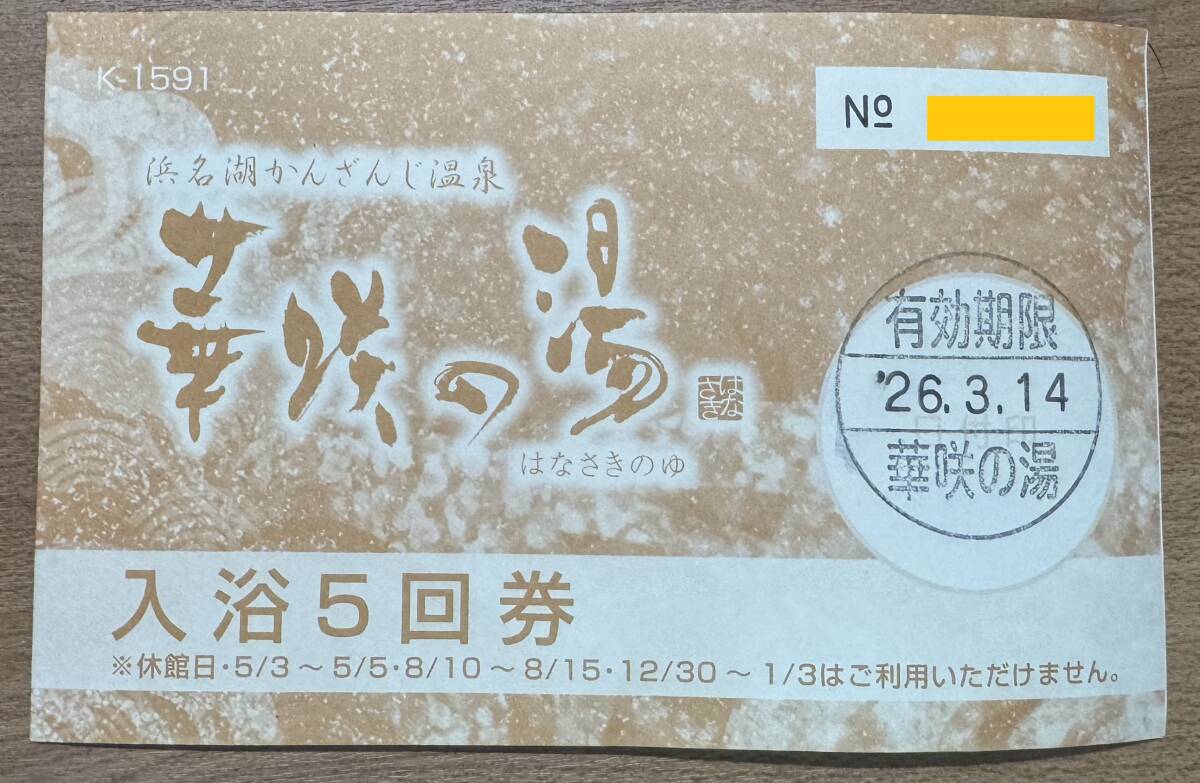 K-1591
Nº
浜名湖かんざんじ温泉
華咲の湯
はなさき
はなさきのゆ
有効期限
'26.3.14
日付印
華咲の湯
入浴5回券
※休館日・5/3～5/5・8/10～8/15・12/30～1/3はご利用いただけません。